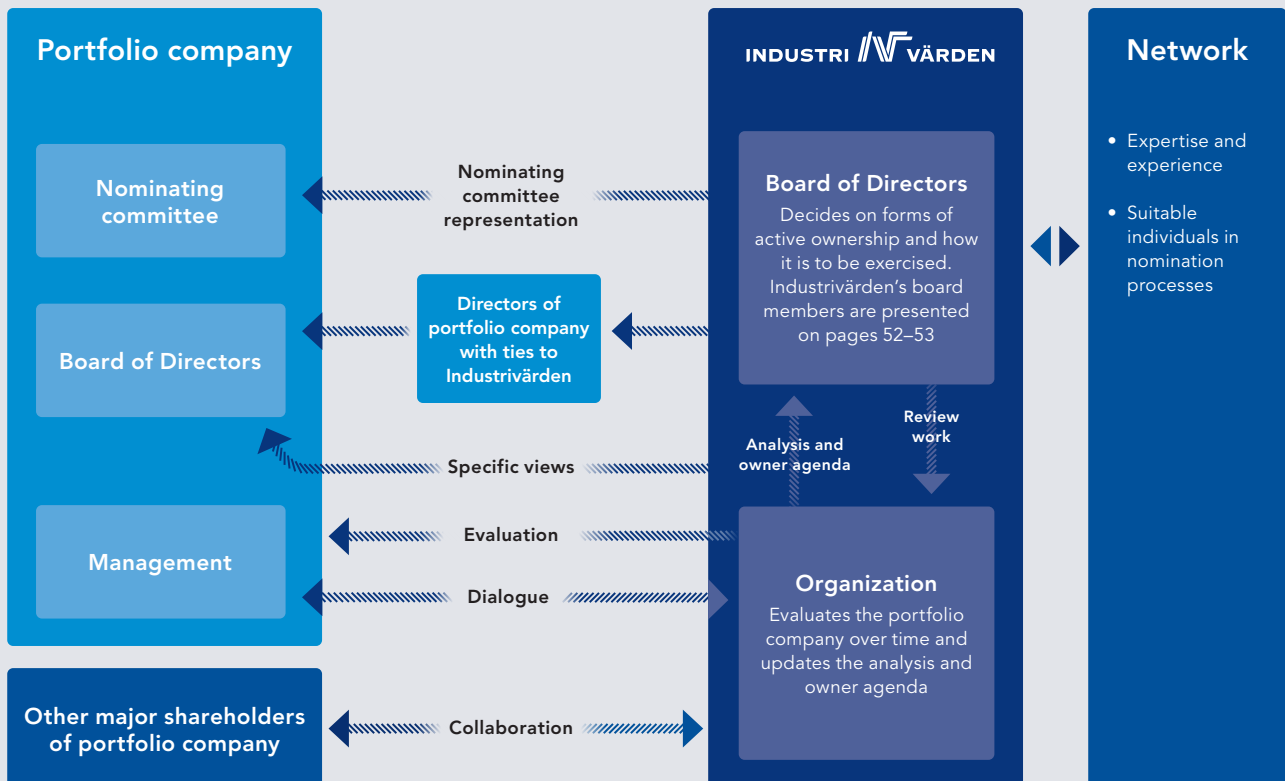 Portfolio company
Nominating
committee
Board of Directors
Management
Other major shareholders
of portfolio company
Nominating
committee
representation
Directors of
portfolio company
with ties to
Industrivärden
Specific views
Evaluation
Dialogue
Collaboration
INDUSTRI VÄRDEN
Board of Directors
Decides on forms of
active ownership and how
it is to be exercised.
Industrivärden’s board
members are presented
on pages 52–53
Analysis and
owner agenda
Review
work
Organization
Evaluates the portfolio
company over time and
updates the analysis and
owner agenda
Network
• Expertise and
experience
• Suitable
individuals in
nomination
processes